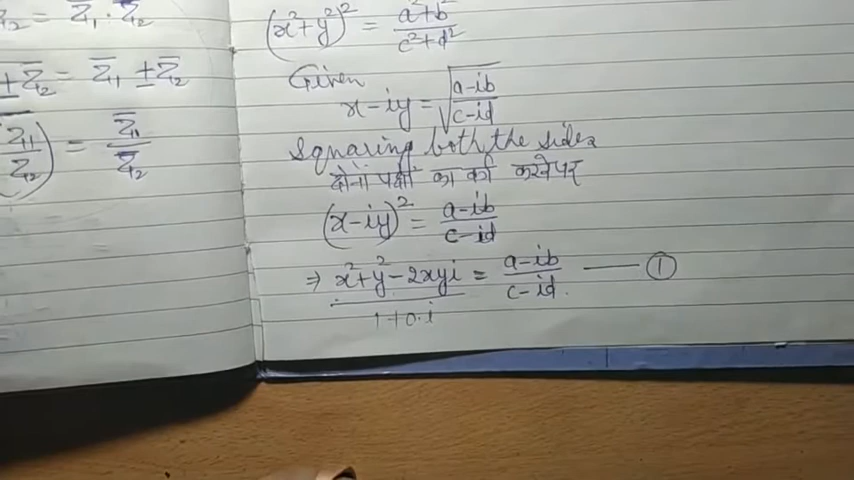 z₂ = z̄₁ · z̄₂
± z̄₂ = z̄₁ ± z̄₂
(z₁/z₂) = z̄₁/z̄₂
(x²+y²)² = (a²+b²)/(c²+d²)
Given
x-iy = √((a-ib)/(c-id))
Squaring both the sides
दोनों पक्षों का वर्ग करने पर
(x-iy)² = (a-ib)/(c-id)
⇒ (x²+y²-2xyi)/(1+0.i) = (a-ib)/(c-id) —— ①